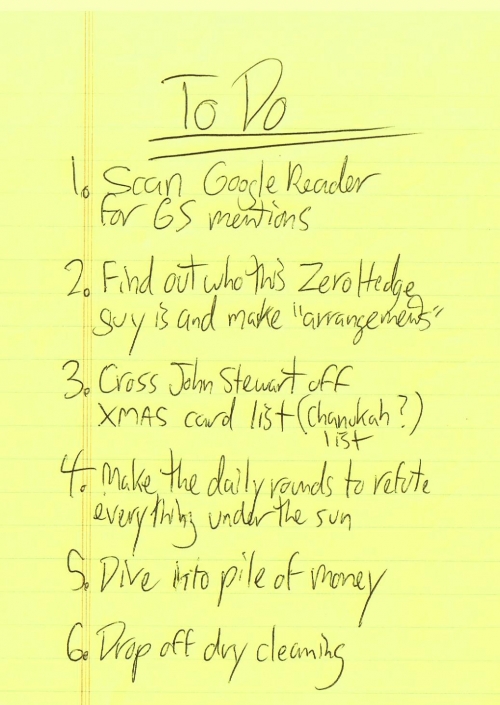 To Do
1. Scan Google Reader
for GS mentions
2. Find out who this ZeroHedge
guy is and make "arrangements"
3. Cross John Stewart off
XMAS card list (Chanukah?)
list
4. Make the daily rounds to refute
everything under the sun
5. Dive into pile of money
6. Drop off dry cleaning